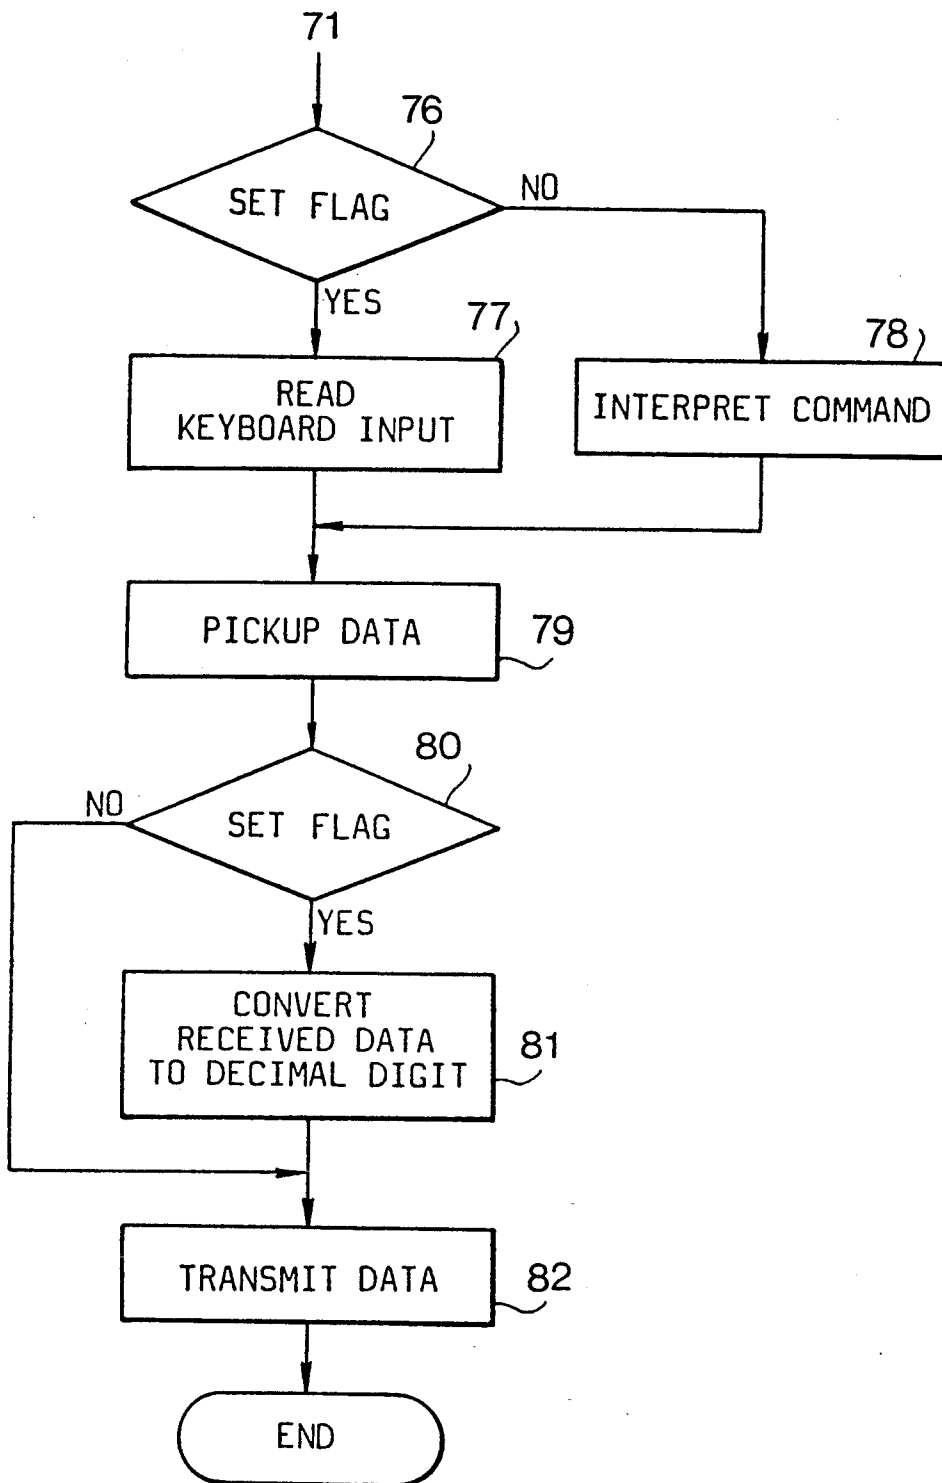 71
76
SET FLAG
NO
YES
77
78
READ
KEYBOARD INPUT
INTERPRET COMMAND
PICKUP DATA
79
80
NO
SET FLAG
YES
CONVERT
RECEIVED DATA
TO DECIMAL DIGIT
81
TRANSMIT DATA
82
END